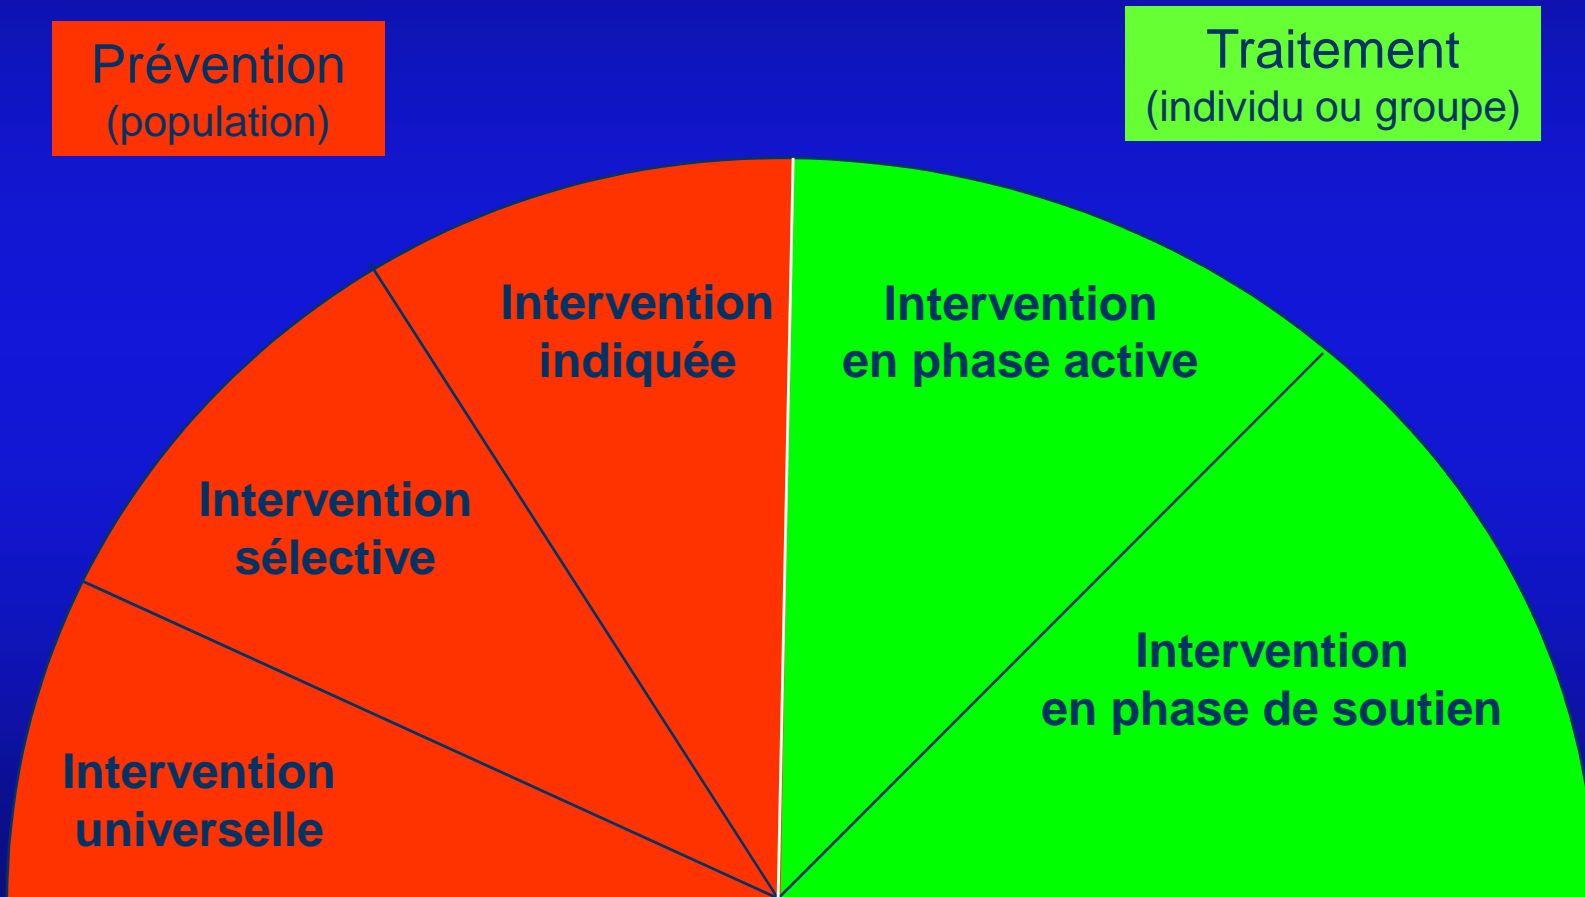 Prévention
(population)
Traitement
(individu ou groupe)
Intervention
indiquée
Intervention
en phase active
Intervention
sélective
Intervention
en phase de soutien
Intervention
universelle